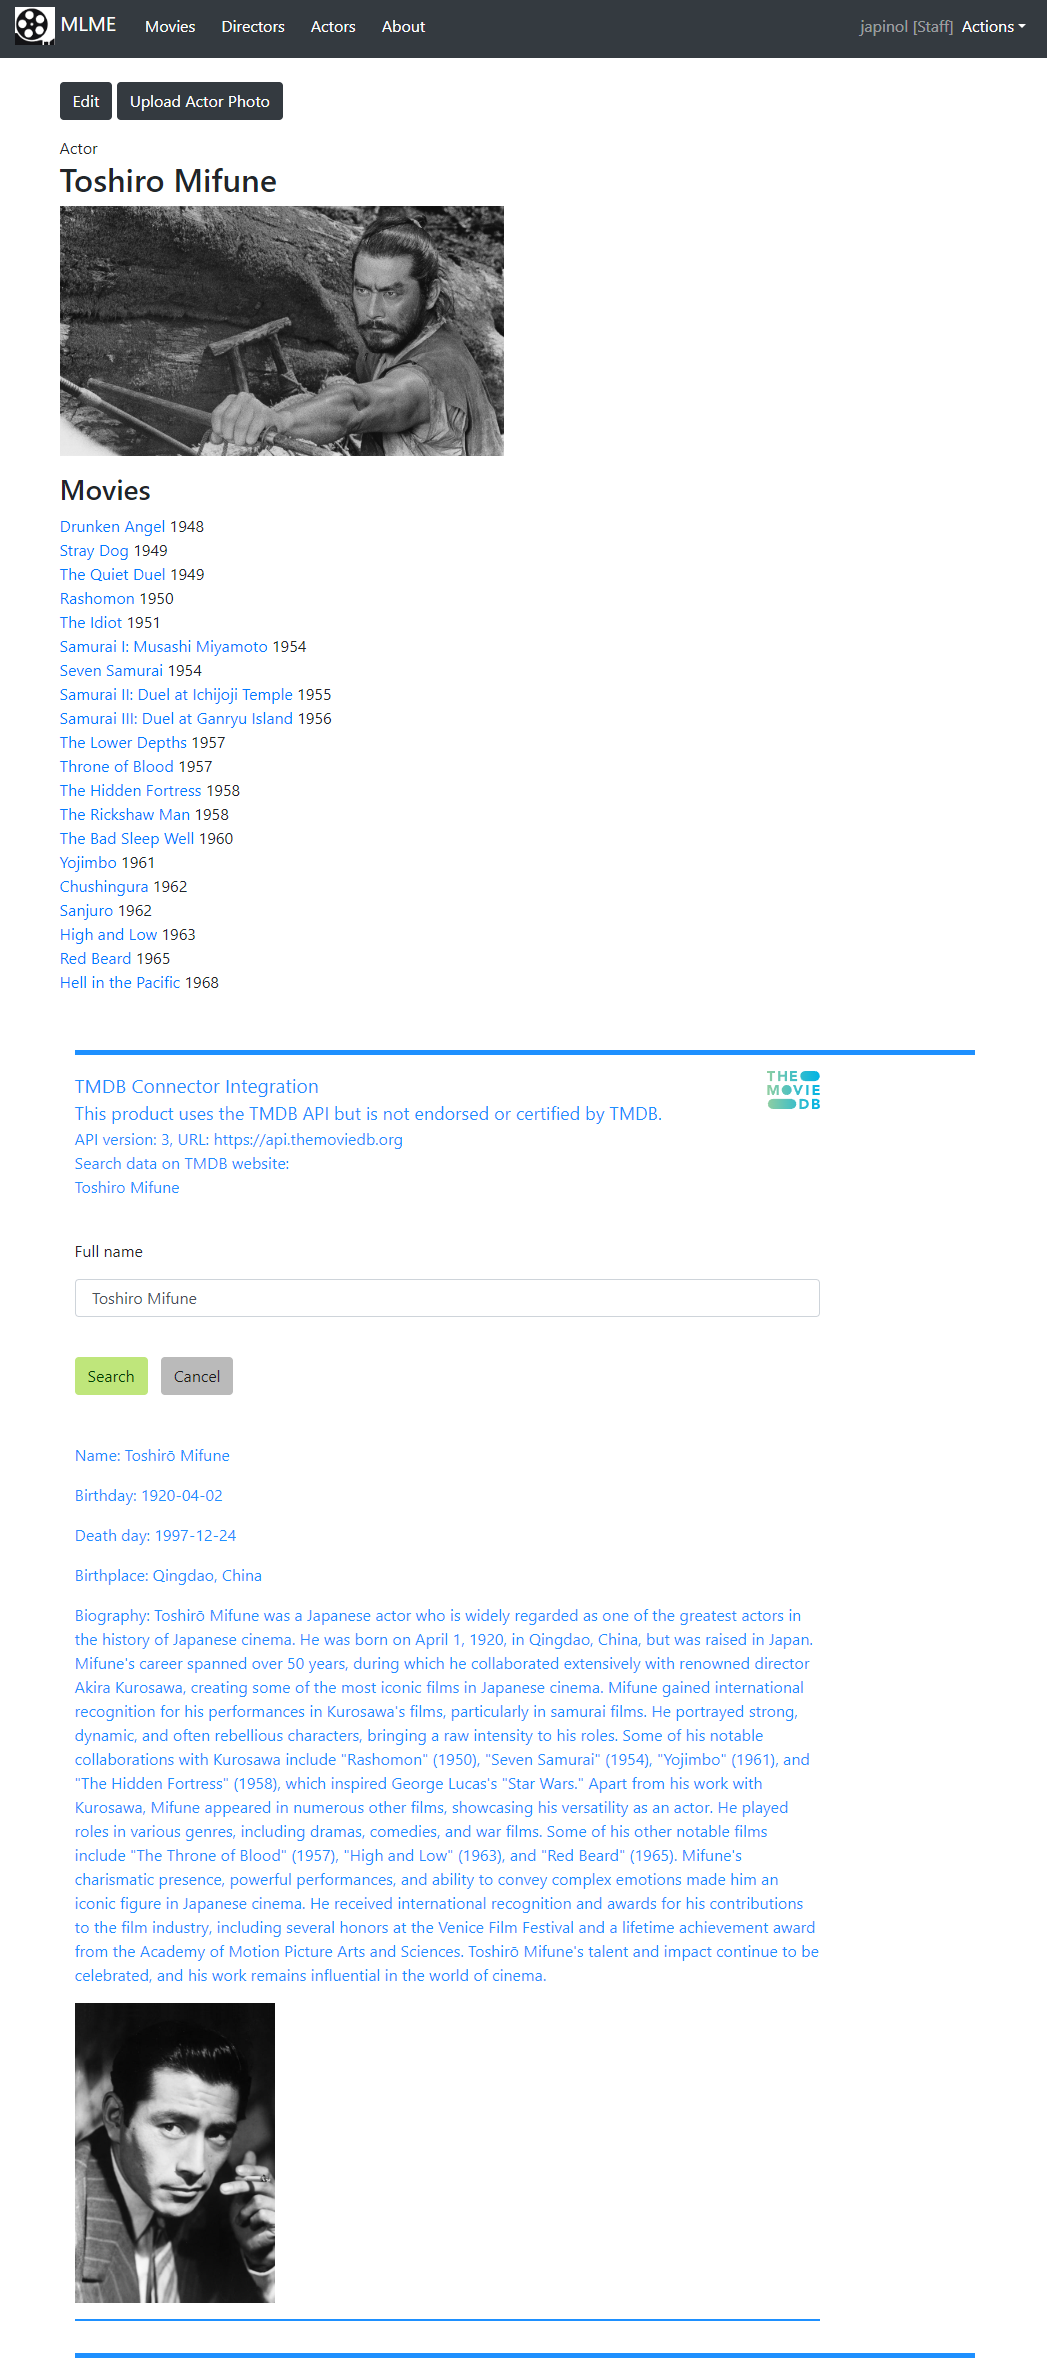 MLME Movies Directors Actors About japinol [Staff] Actions
Edit Upload Actor Photo
Actor
Toshiro Mifune
Movies
Drunken Angel 1948
Stray Dog 1949
The Quiet Duel 1949
Rashomon 1950
The Idiot 1951
Samurai I: Musashi Miyamoto 1954
Seven Samurai 1954
Samurai II: Duel at Ichijoji Temple 1955
Samurai III: Duel at Ganryu Island 1956
The Lower Depths 1957
Throne of Blood 1957
The Hidden Fortress 1958
The Rickshaw Man 1958
The Bad Sleep Well 1960
Yojimbo 1961
Chushingura 1962
Sanjuro 1962
High and Low 1963
Red Beard 1965
Hell in the Pacific 1968
THE
MOVIE
DB
TMDB Connector Integration
This product uses the TMDB API but is not endorsed or certified by TMDB.
API version: 3, URL: https://api.themoviedb.org
Search data on TMDB website:
Toshiro Mifune
Full name
Toshiro Mifune
Search Cancel
Name: Toshirō Mifune
Birthday: 1920-04-02
Death day: 1997-12-24
Birthplace: Qingdao, China
Biography: Toshirō Mifune was a Japanese actor who is widely regarded as one of the greatest actors in
the history of Japanese cinema. He was born on April 1, 1920, in Qingdao, China, but was raised in Japan.
Mifune's career spanned over 50 years, during which he collaborated extensively with renowned director
Akira Kurosawa, creating some of the most iconic films in Japanese cinema. Mifune gained international
recognition for his performances in Kurosawa's films, particularly in samurai films. He portrayed strong,
dynamic, and often rebellious characters, bringing a raw intensity to his roles. Some of his notable
collaborations with Kurosawa include "Rashomon" (1950), "Seven Samurai" (1954), "Yojimbo" (1961), and
"The Hidden Fortress" (1958), which inspired George Lucas's "Star Wars." Apart from his work with
Kurosawa, Mifune appeared in numerous other films, showcasing his versatility as an actor. He played
roles in various genres, including dramas, comedies, and war films. Some of his other notable films
include "The Throne of Blood" (1957), "High and Low" (1963), and "Red Beard" (1965). Mifune's
charismatic presence, powerful performances, and ability to convey complex emotions made him an
iconic figure in Japanese cinema. He received international recognition and awards for his contributions
to the film industry, including several honors at the Venice Film Festival and a lifetime achievement award
from the Academy of Motion Picture Arts and Sciences. Toshirō Mifune's talent and impact continue to be
celebrated, and his work remains influential in the world of cinema.